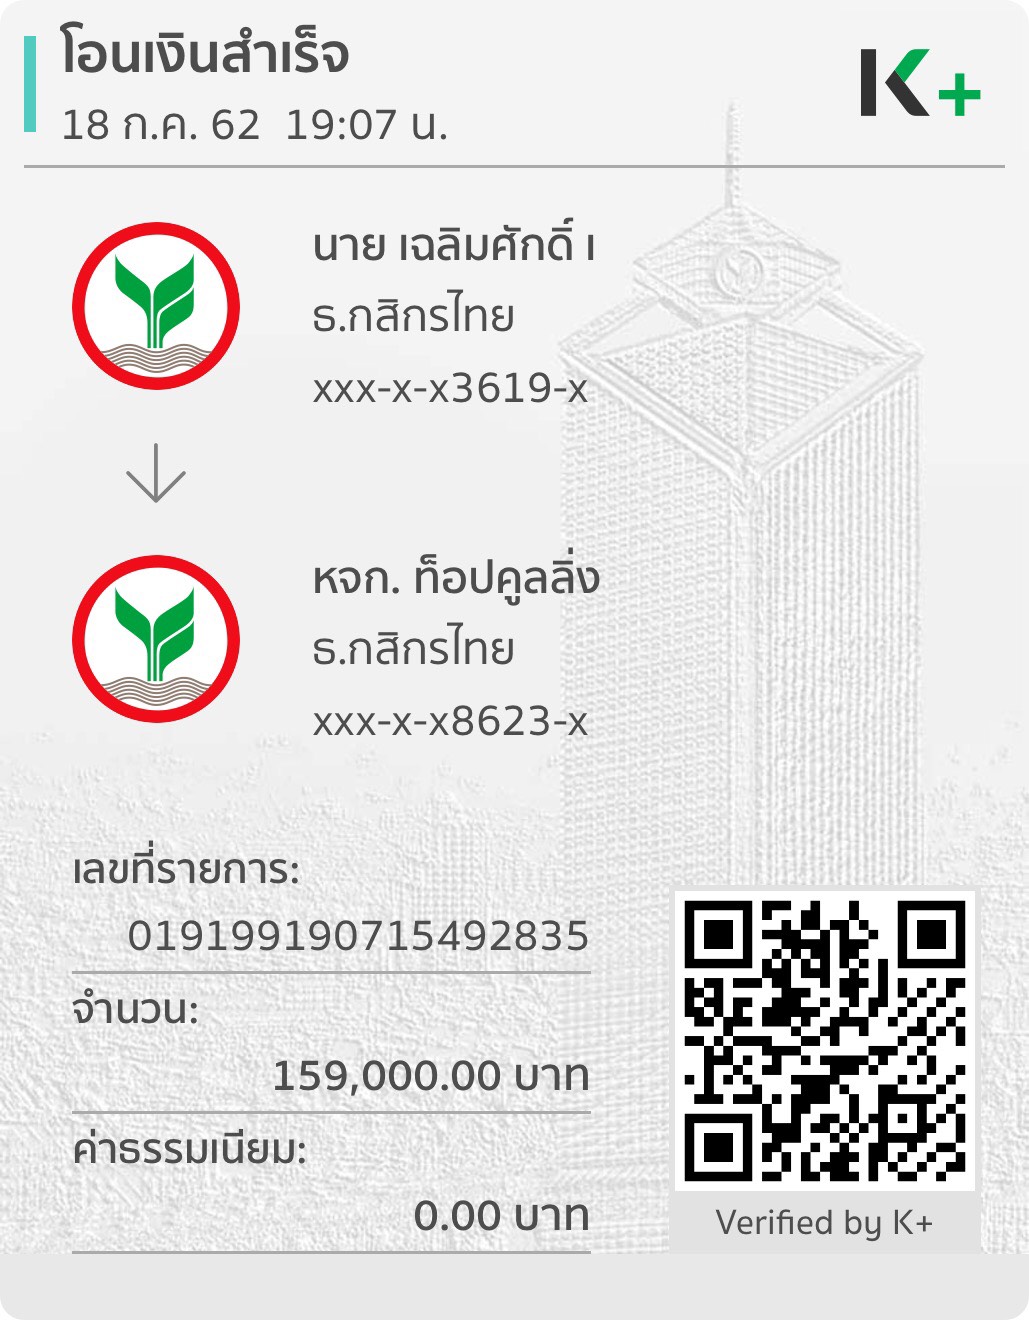 โอนเงินสำเร็จ
18 ก.ค. 62 19:07 น.
K+
นาย เฉลิมศักดิ์ เ
ธ.กสิกรไทย
xxx-x-x3619-x
หจก. ท็อปคูลลิ่ง
ธ.กสิกรไทย
xxx-x-x8623-x
เลขที่รายการ:
019199190715492835
จำนวน:
159,000.00 บาท
ค่าธรรมเนียม:
0.00 บาท
Verified by K+